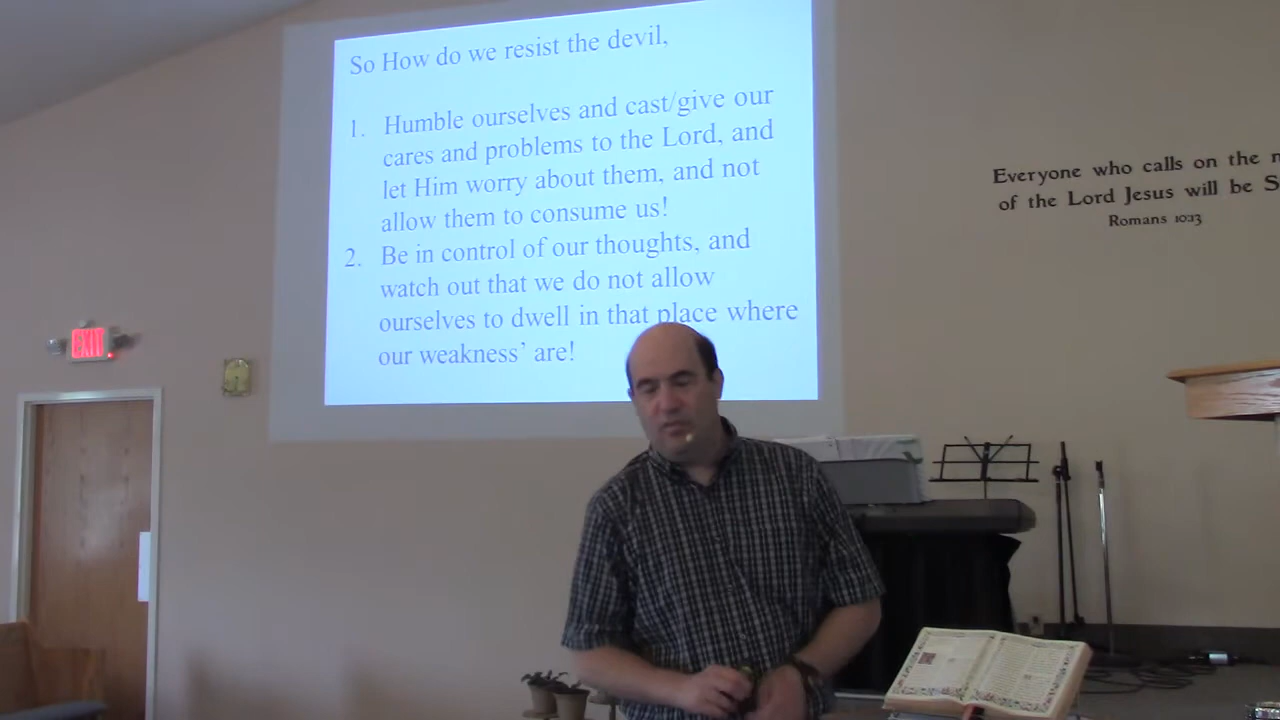 So How do we resist the devil,
1. Humble ourselves and cast/give our
cares and problems to the Lord, and
let Him worry about them, and not
allow them to consume us!
2. Be in control of our thoughts, and
watch out that we do not allow
ourselves to dwell in that place where
our weakness’ are!
Everyone who calls on the
of the Lord Jesus will be
Romans 10:13
EXIT